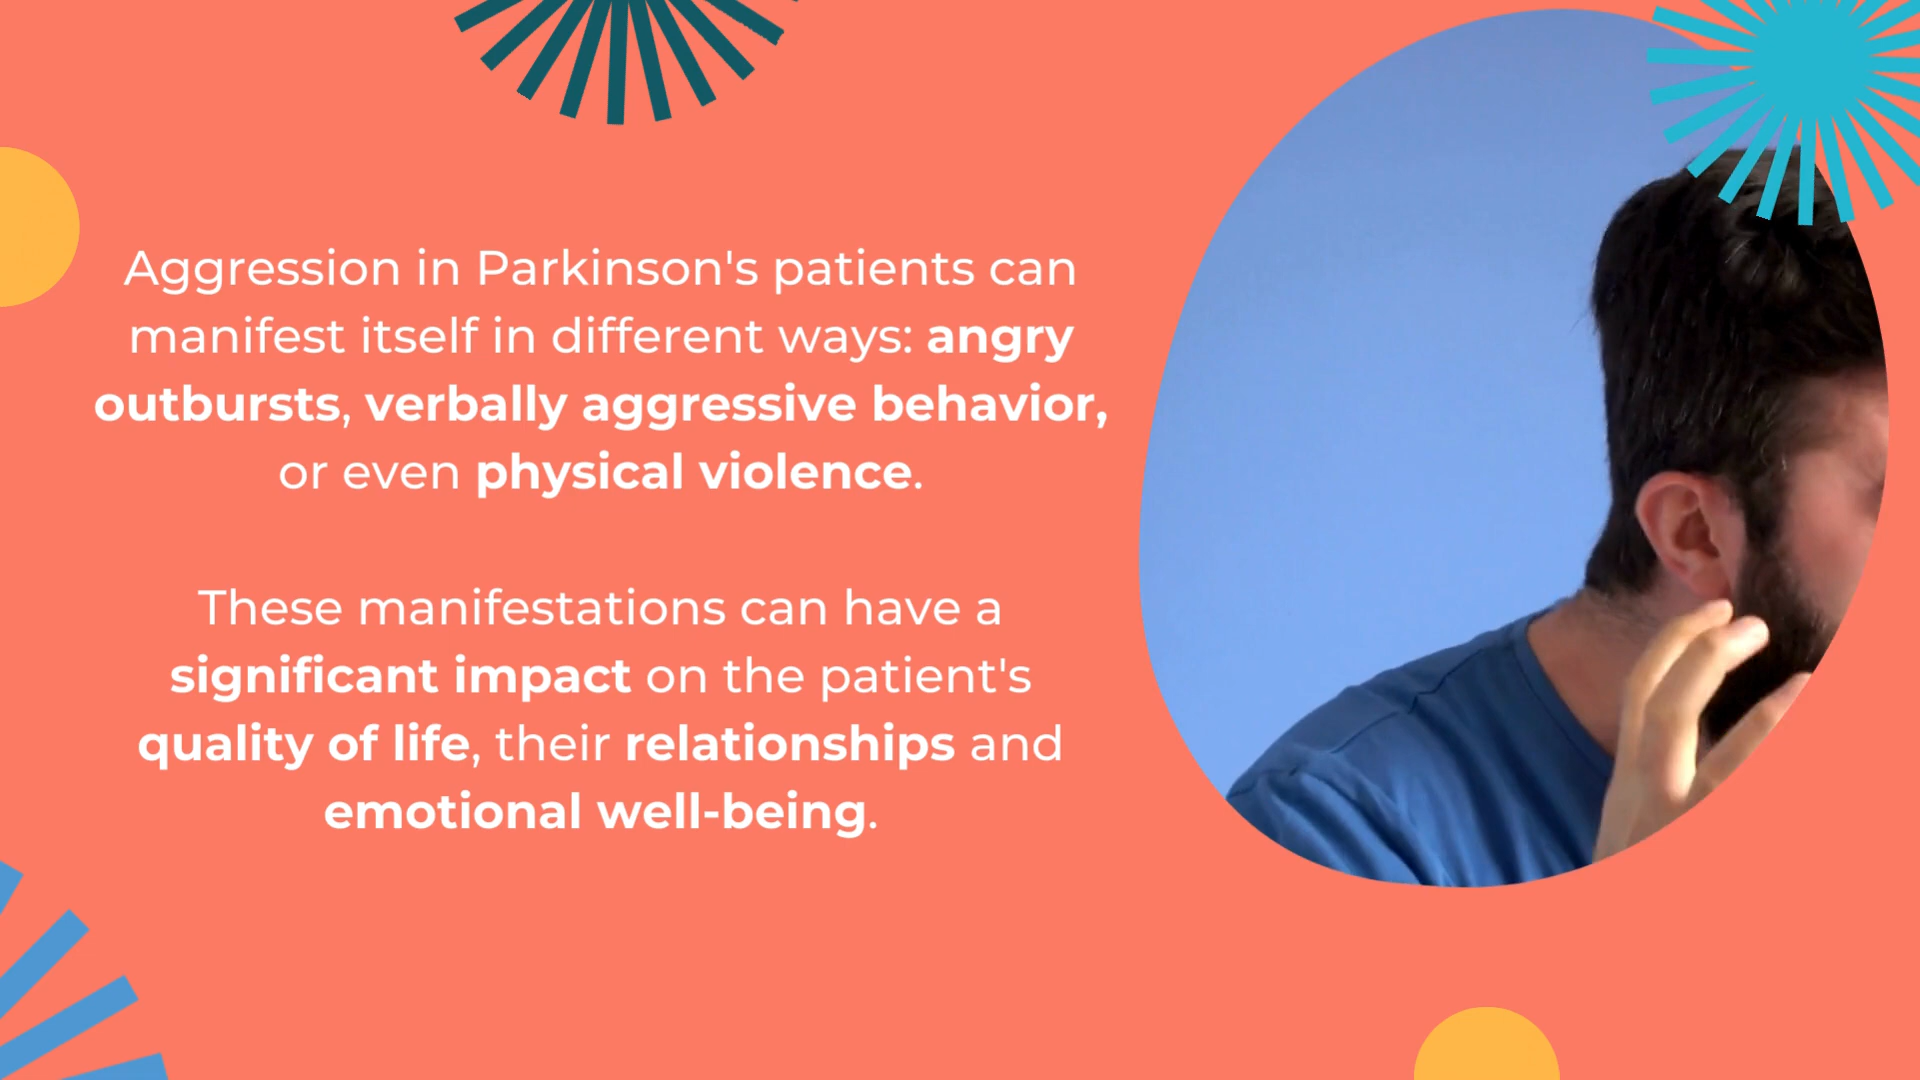 Aggression in Parkinson's patients can
manifest itself in different ways: angry
outbursts, verbally aggressive behavior,
or even physical violence.
These manifestations can have a
significant impact on the patient's
quality of life, their relationships and
emotional well-being.